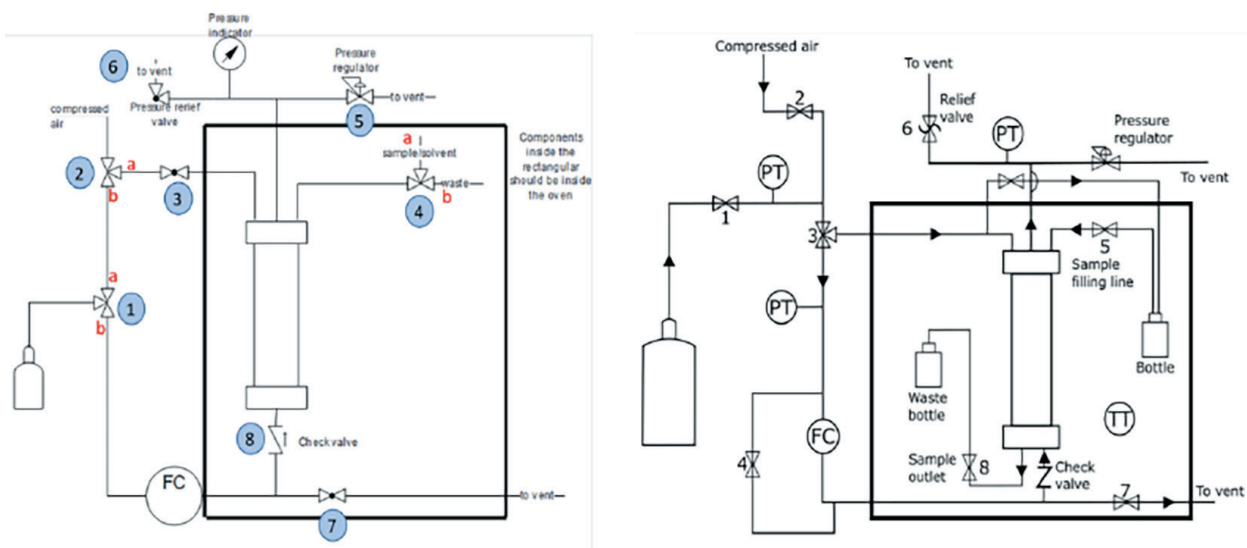 Pressure
indicator
6
to vent
Pressure relief
valve
Pressure
regulator
to vent
5
compressed
air
2
a
b
3
a
sample/solvent
waste
b
4
Components
inside the
rectangular
should be inside
the oven
a
1
b
8
Check valve
FC
7
to vent
Compressed air
2
To vent
Relief
valve
6
PT
Pressure
regulator
To vent
PT
1
3
5
Sample
filling line
PT
Bottle
Waste
bottle
TT
FC
4
Sample
outlet
8
Check
valve
7
To vent